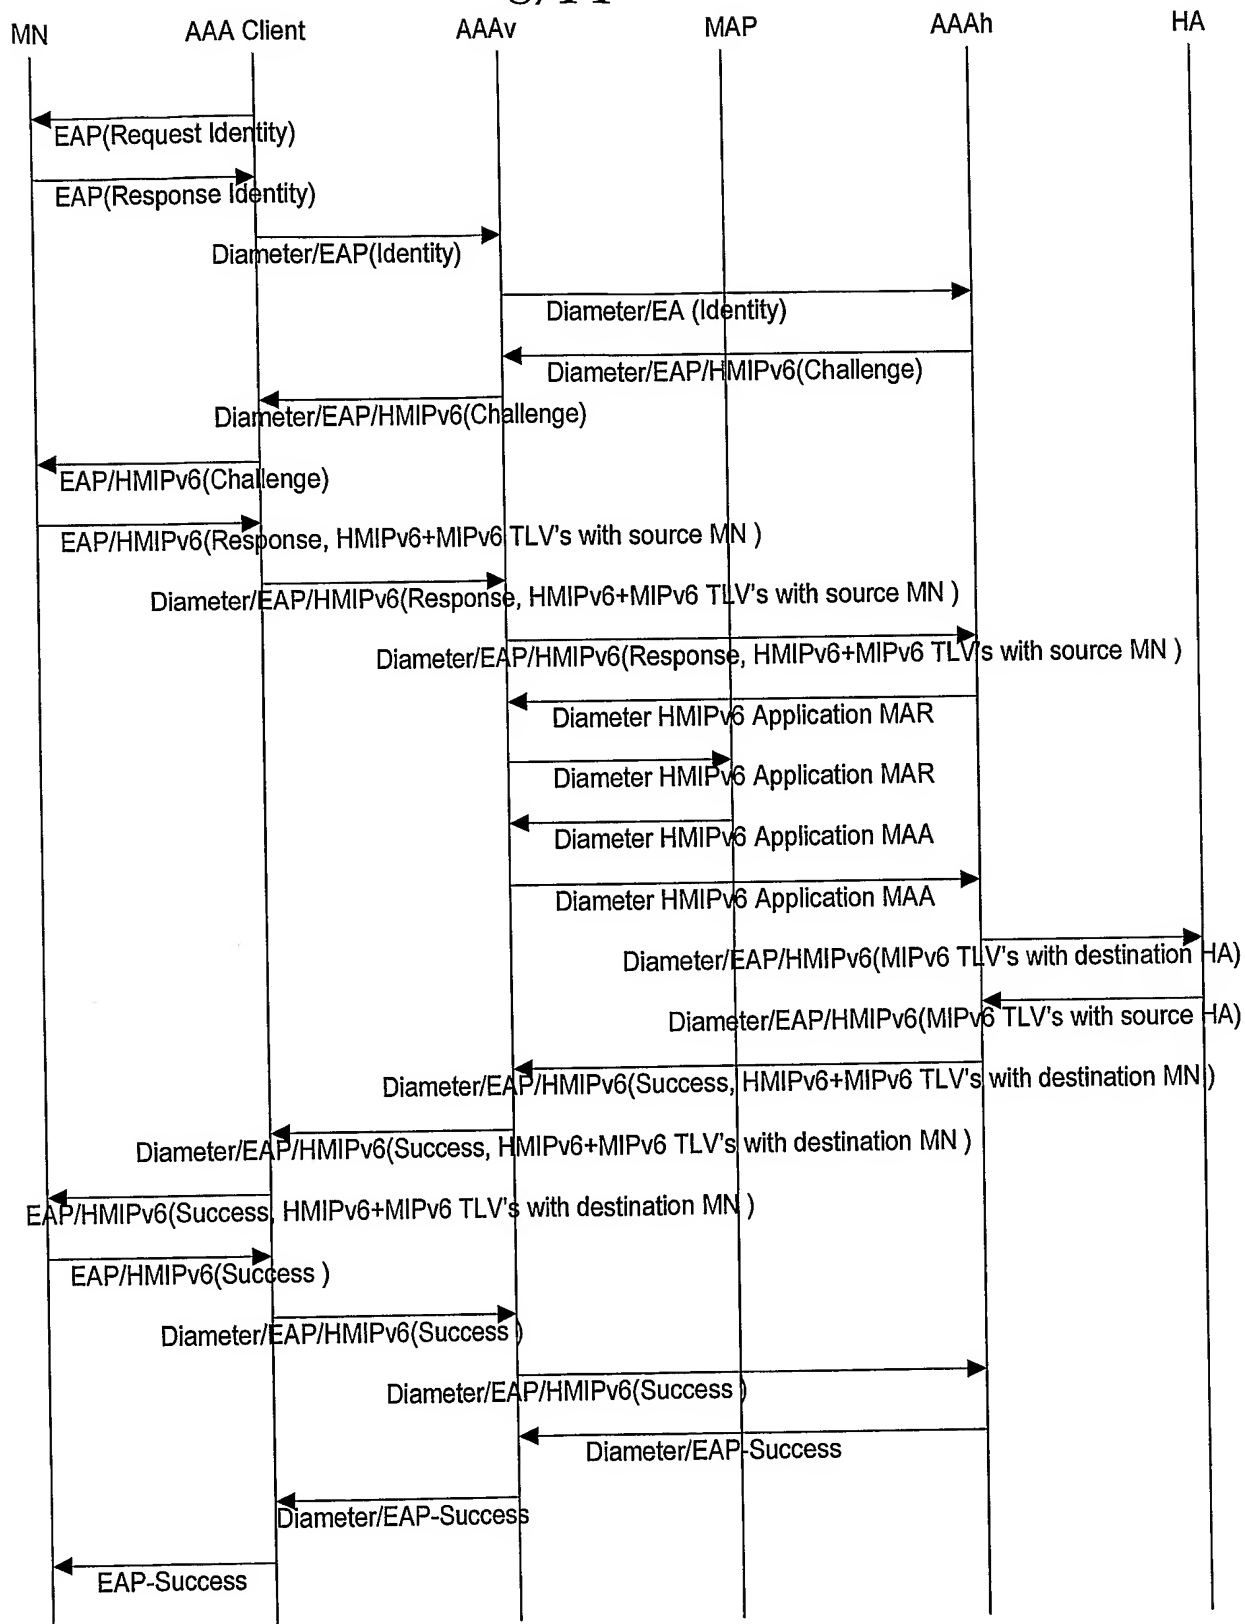 MN AAA Client AAAv MAP AAAh HA
EAP(Request Identity)
EAP(Response Identity)
Diameter/EAP(Identity)
Diameter/EA (Identity)
Diameter/EAP/HMIPv6(Challenge)
Diameter/EAP/HMIPv6(Challenge)
EAP/HMIPv6(Challenge)
EAP/HMIPv6(Response, HMIPv6+MIPv6 TLV's with source MN )
Diameter/EAP/HMIPv6(Response, HMIPv6+MIPv6 TLV's with source MN )
Diameter/EAP/HMIPv6(Response, HMIPv6+MIPv6 TLV's with source MN )
Diameter HMIPv6 Application MAR
Diameter HMIPv6 Application MAR
Diameter HMIPv6 Application MAA
Diameter HMIPv6 Application MAA
Diameter/EAP/HMIPv6(MIPv6 TLV's with destination HA)
Diameter/EAP/HMIPv6(MIPv6 TLV's with source HA)
Diameter/EAP/HMIPv6(Success, HMIPv6+MIPv6 TLV's with destination MN )
Diameter/EAP/HMIPv6(Success, HMIPv6+MIPv6 TLV's with destination MN )
EAP/HMIPv6(Success, HMIPv6+MIPv6 TLV's with destination MN )
EAP/HMIPv6(Success )
Diameter/EAP/HMIPv6(Success )
Diameter/EAP/HMIPv6(Success )
Diameter/EAP-Success
Diameter/EAP-Success
EAP-Success